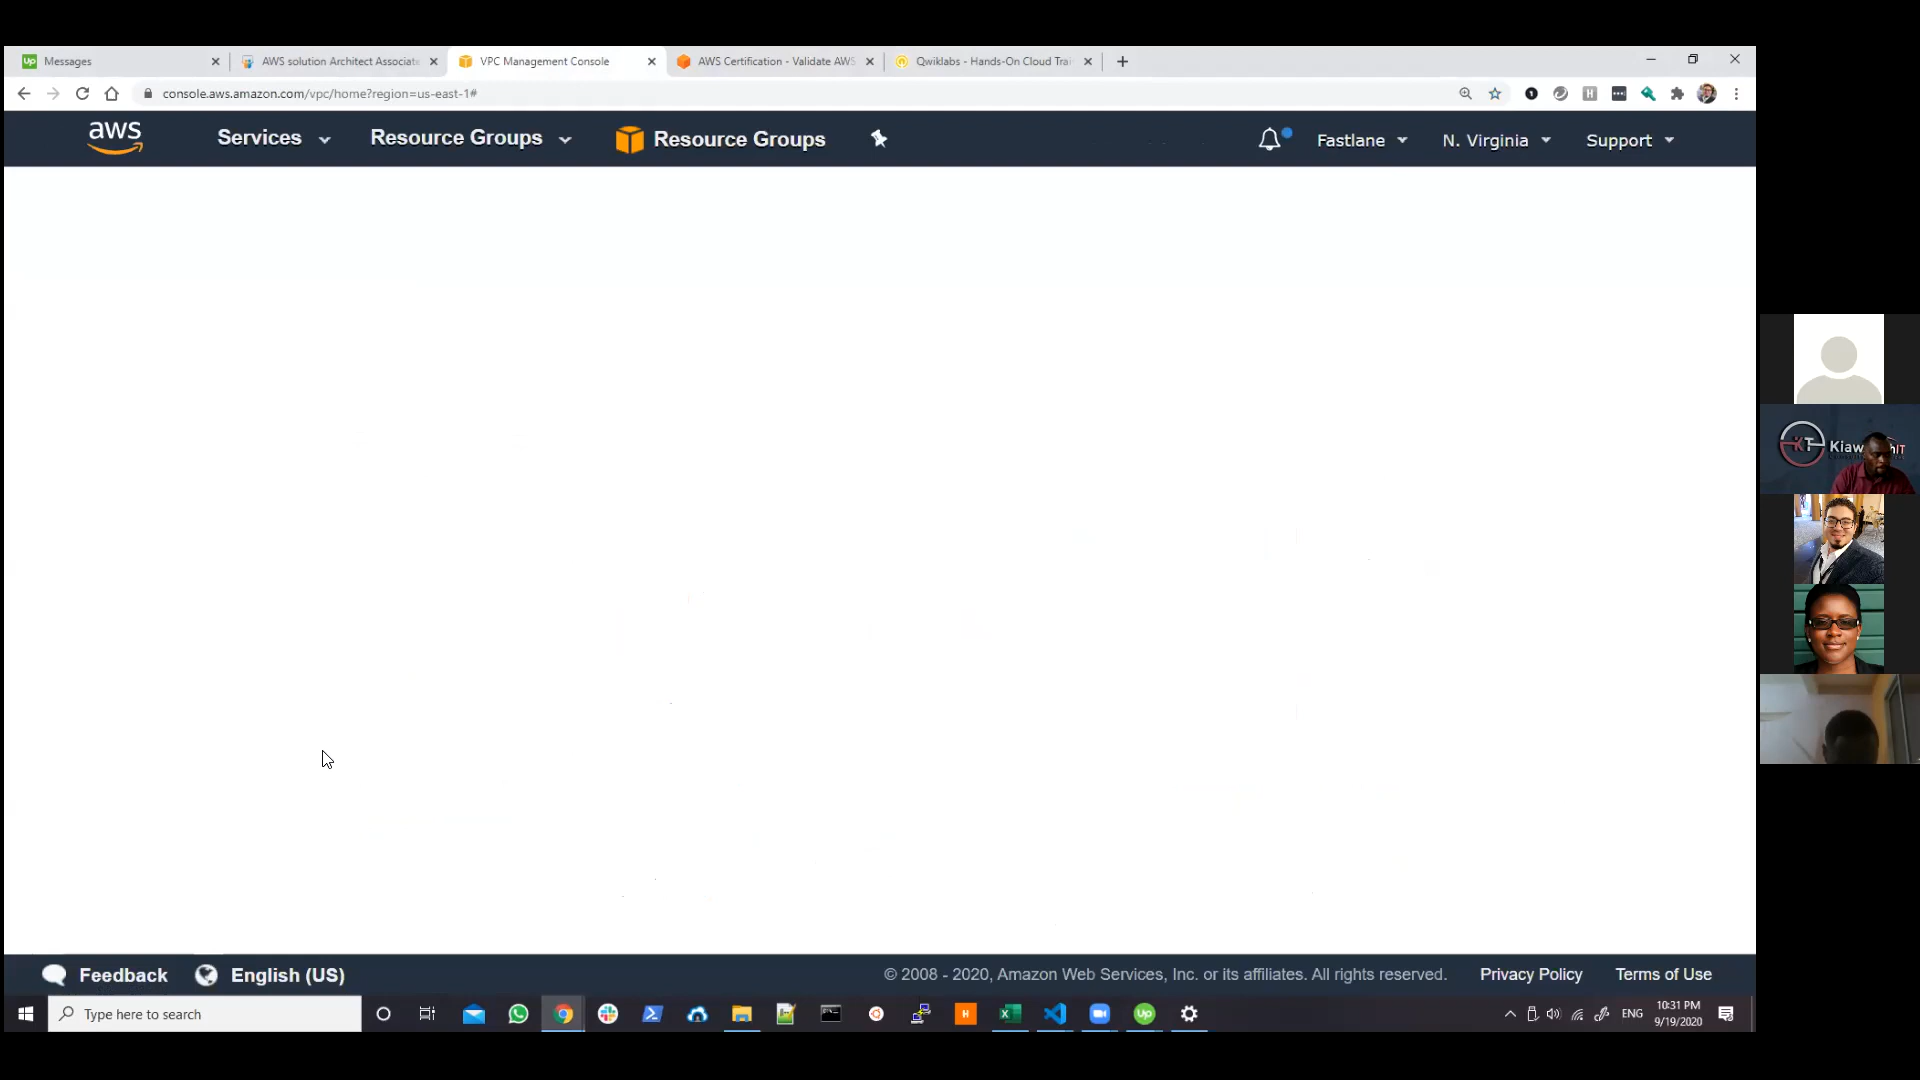 Messages
AWS solution Architect Associate
VPC Management Console
AWS Certification - Validate AWS
Qwiklabs - Hands-On Cloud Trai
console.aws.amazon.com/vpc/home?region=us-east-1#
aws
Services
Resource Groups
Resource Groups
Fastlane
N. Virginia
Support
KT
Feedback
English (US)
© 2008 - 2020, Amazon Web Services, Inc. or its affiliates. All rights reserved.
Privacy Policy
Terms of Use
Type here to search
ENG
10:31 PM
9/19/2020